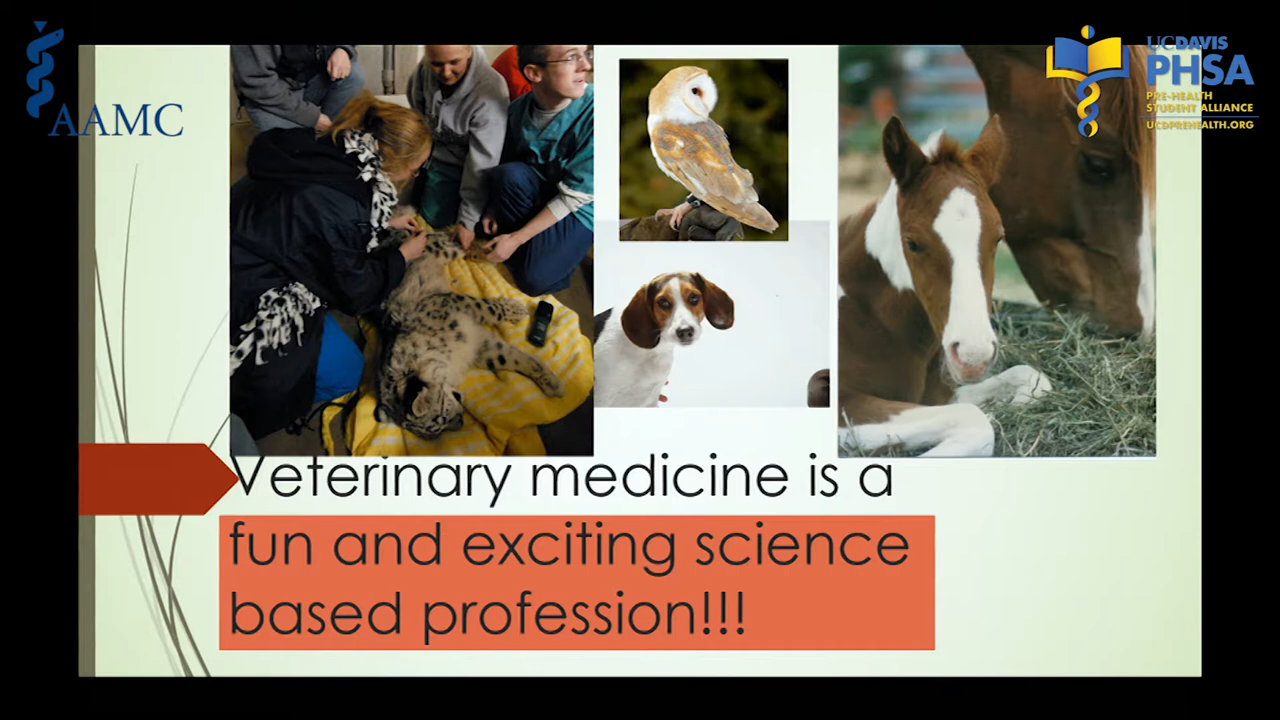 AAMC
UCDAVIS
PHSA
PRE-HEALTH
STUDENT ALLIANCE
UCDPREHEALTH.ORG
Veterinary medicine is a
fun and exciting science
based profession!!!